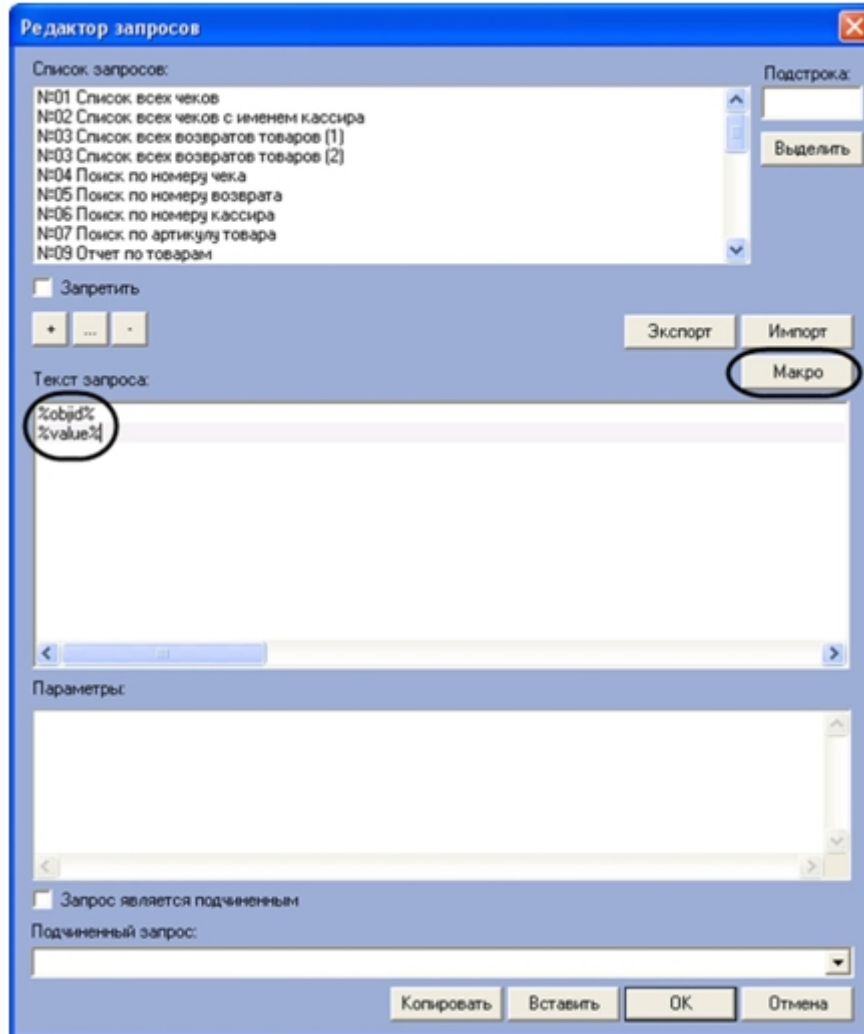 Редактор запросов
Список запросов:
Подстрока:
№01 Список всех чеков
№02 Список всех чеков с именем кассира
№03 Список всех возвратов товаров (1)
№03 Список всех возвратов товаров (2)
№04 Поиск по номеру чека
№05 Поиск по номеру возврата
№06 Поиск по номеру кассира
№07 Поиск по артикулу товара
№09 Отчет по товарам
Выделить
Запретить
+ ... -
Экспорт Импорт
Макро
Текст запроса:
%objid%
%value%
Параметры:
Запрос является подчиненным
Подчиненный запрос:
Копировать Вставить OK Отмена